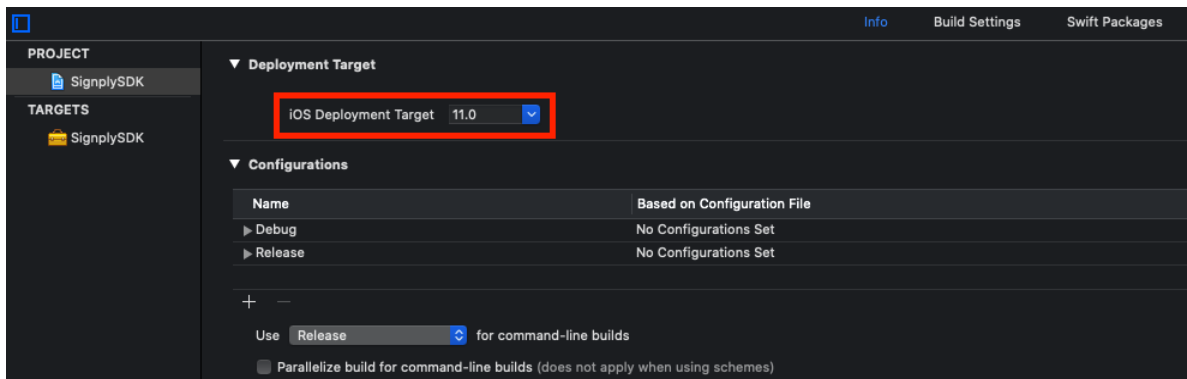 Info Build Settings Swift Packages
PROJECT
SignplySDK
TARGETS
SignplySDK
Deployment Target
iOS Deployment Target 11.0
Configurations
Name Based on Configuration File
Debug No Configurations Set
Release No Configurations Set
+ −
Use Release for command-line builds
Parallelize build for command-line builds (does not apply when using schemes)